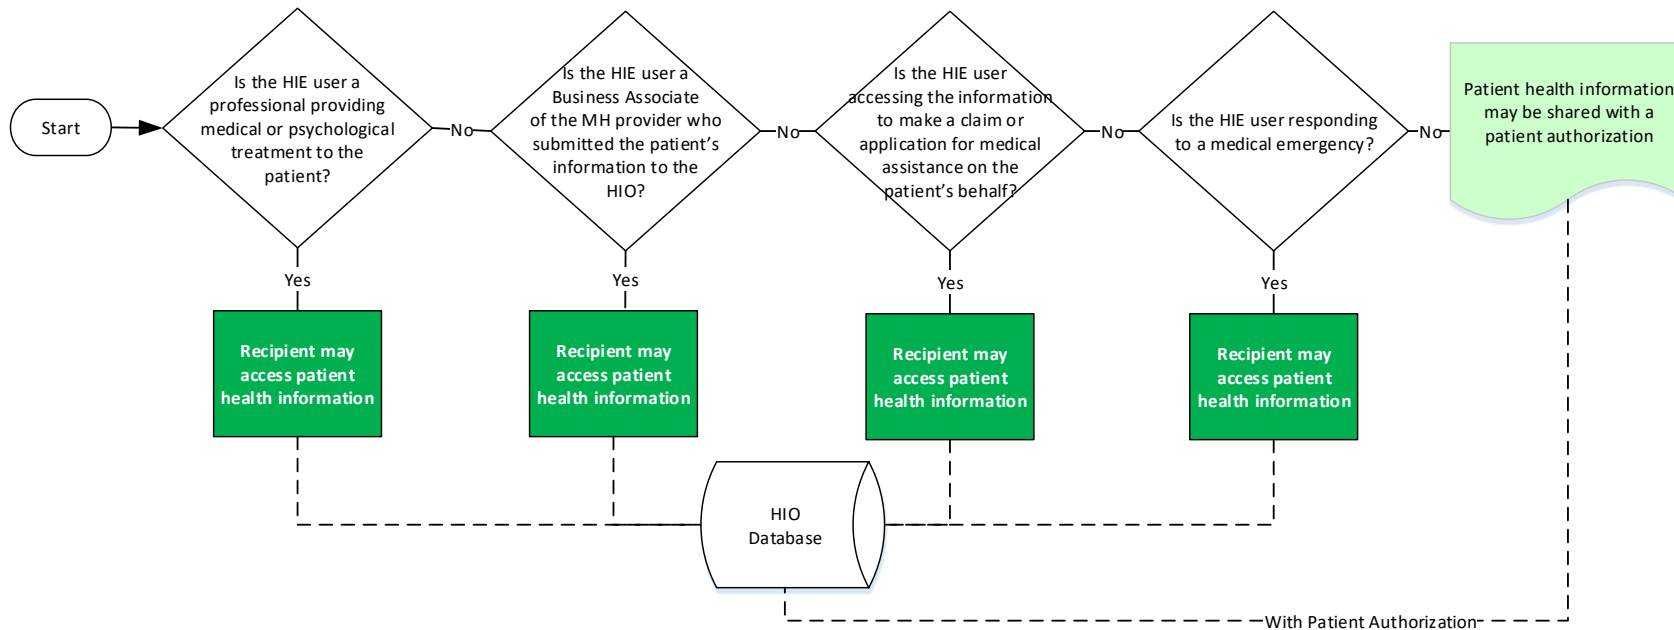 Start
Is the HIE user a
professional providing
medical or psychological
treatment to the
patient?
No
Is the HIE user a
Business Associate
of the MH provider who
submitted the patient's
information to the
HIO?
No
Is the HIE user
accessing the information
to make a claim or
application for medical
assistance on the
patient's behalf?
No
Is the HIE user responding
to a medical emergency?
No
Patient health information
may be shared with a
patient authorization
Yes
Yes
Yes
Yes
Recipient may
access patient
health information
Recipient may
access patient
health information
Recipient may
access patient
health information
Recipient may
access patient
health information
HIO
Database
With Patient Authorization